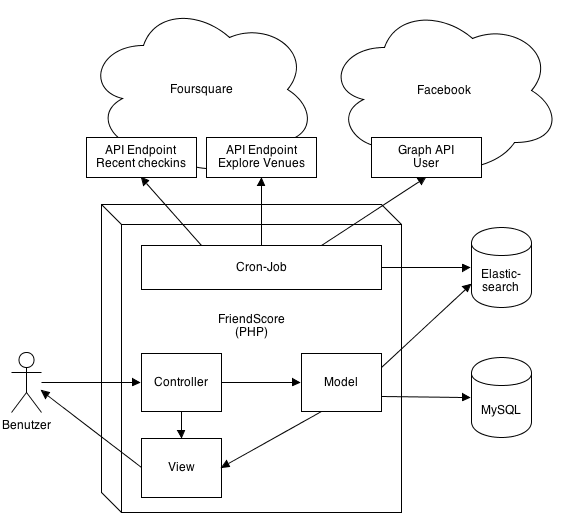 Foursquare
Facebook
API Endpoint
Recent checkins
API Endpoint
Explore Venues
Graph API
User
Cron-Job
Elastic-
search
FriendScore
(PHP)
Controller
Model
Benutzer
MySQL
View